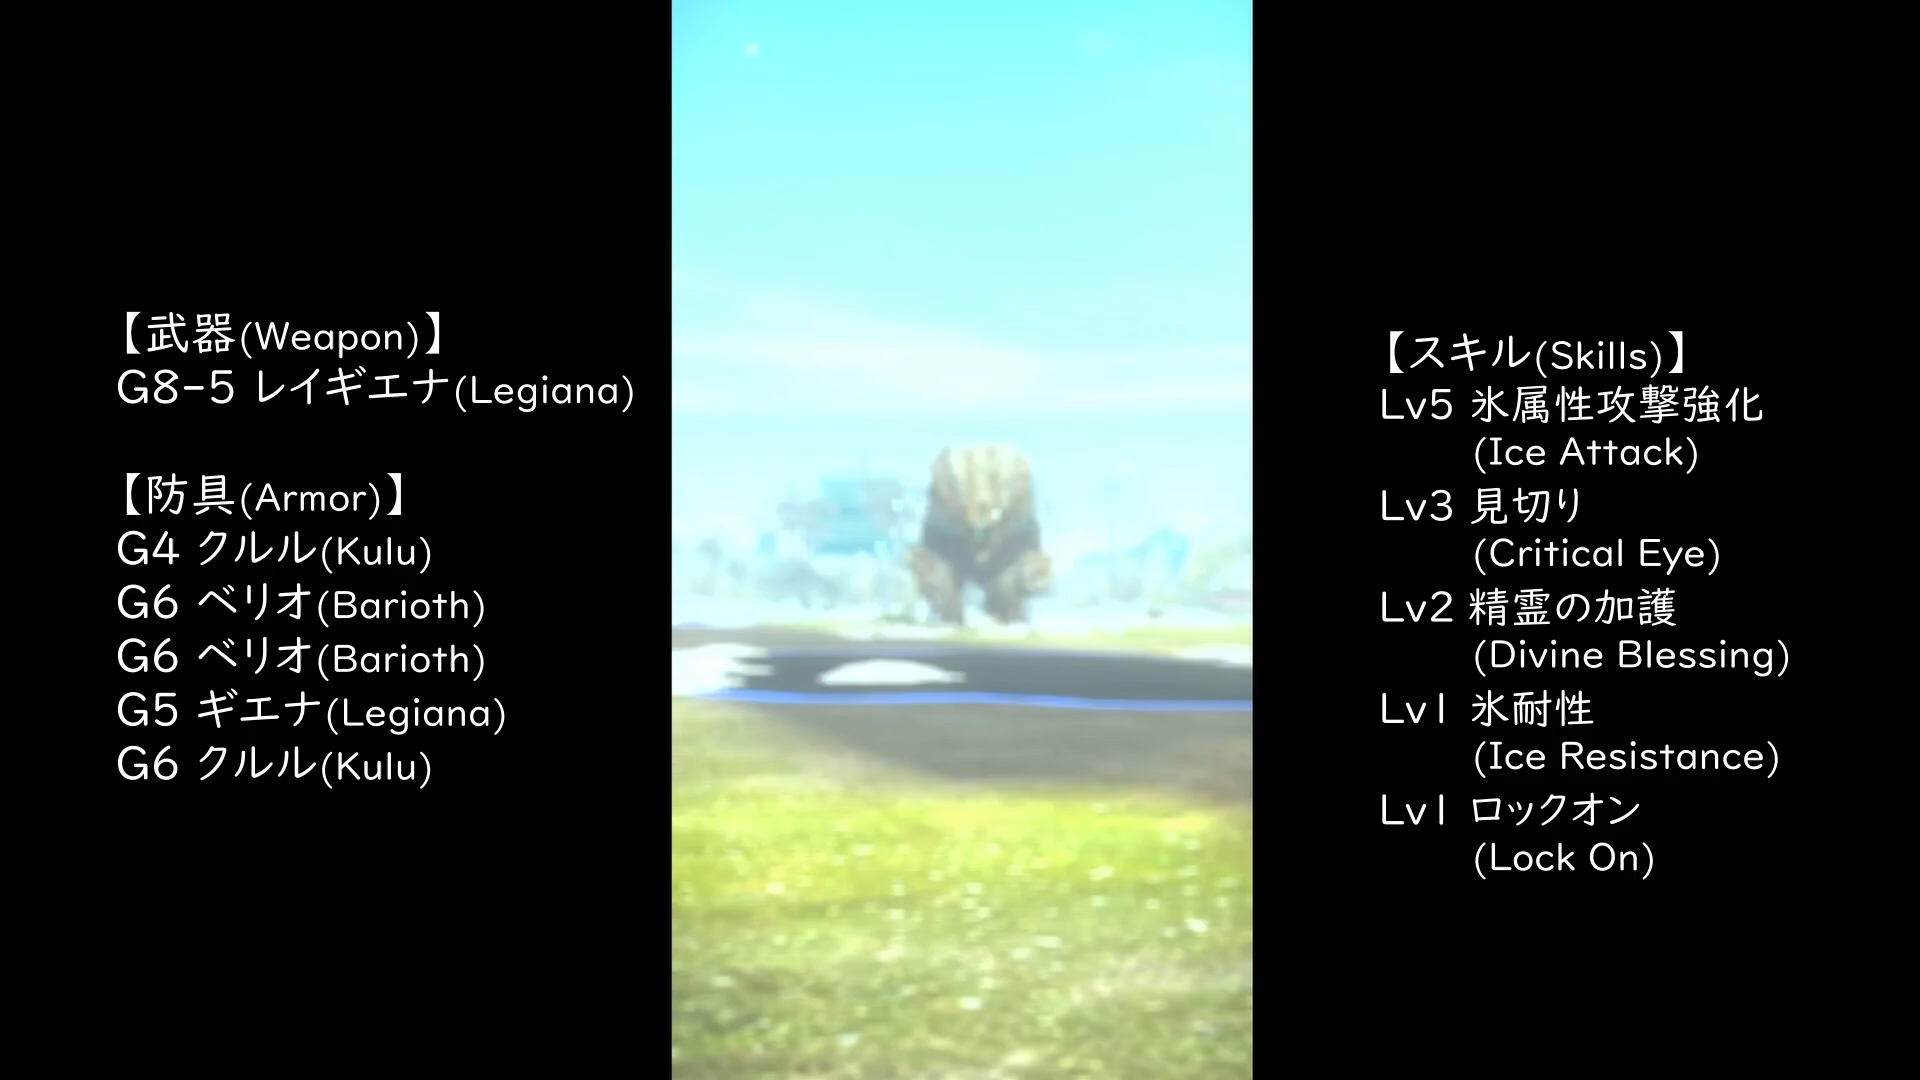 【武器(Weapon)】
G8-5 レイギエナ(Legiana)
【防具(Armor)】
G4 クルル(Kulu)
G6 ベリオ(Barioth)
G6 ベリオ(Barioth)
G5 ギエナ(Legiana)
G6 クルル(Kulu)
【スキル(Skills)】
Lv5 氷属性攻撃強化
(Ice Attack)
Lv3 見切り
(Critical Eye)
Lv2 精霊の加護
(Divine Blessing)
Lv1 氷耐性
(Ice Resistance)
Lv1 ロックオン
(Lock On)